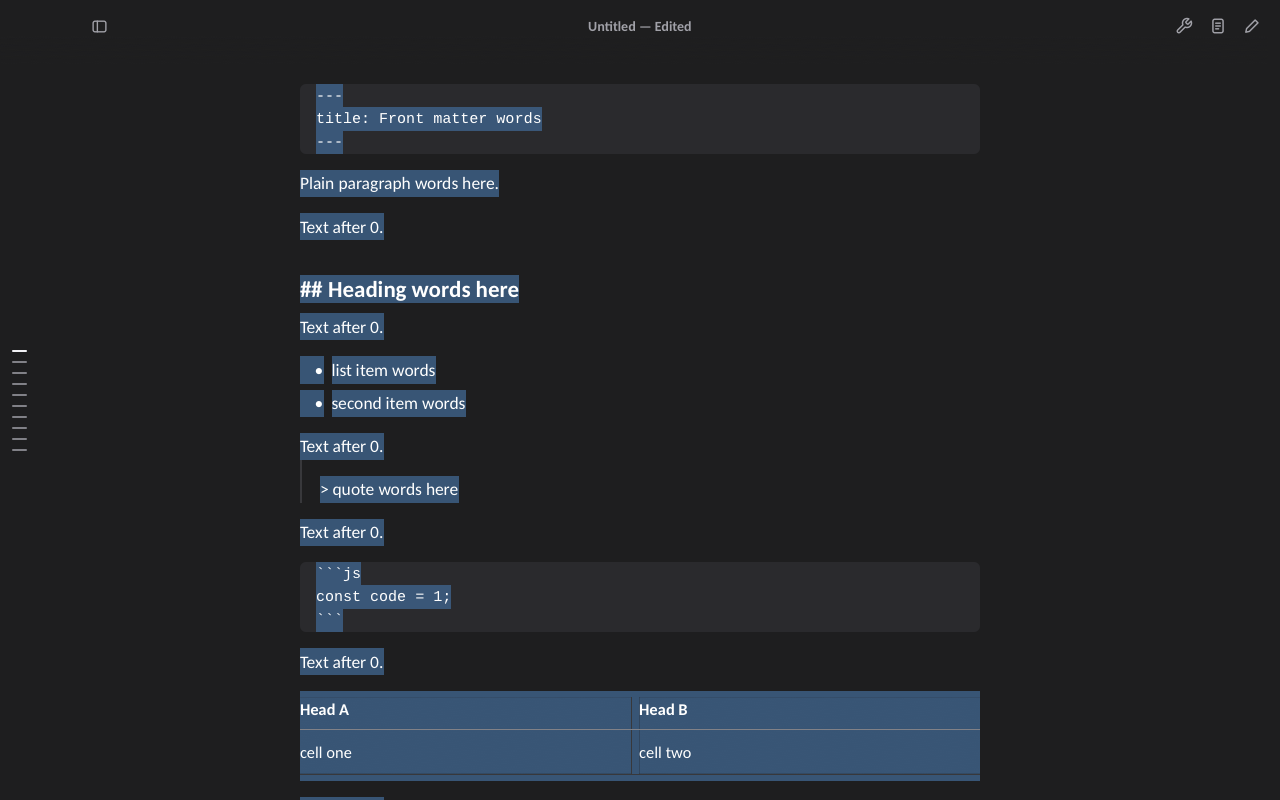 Untitled — Edited
---
title: Front matter words
---
Plain paragraph words here.
Text after 0.
## Heading words here
Text after 0.
• list item words
• second item words
Text after 0.
> quote words here
Text after 0.
```js
const code = 1;
```
Text after 0.
Head A Head B
cell one cell two